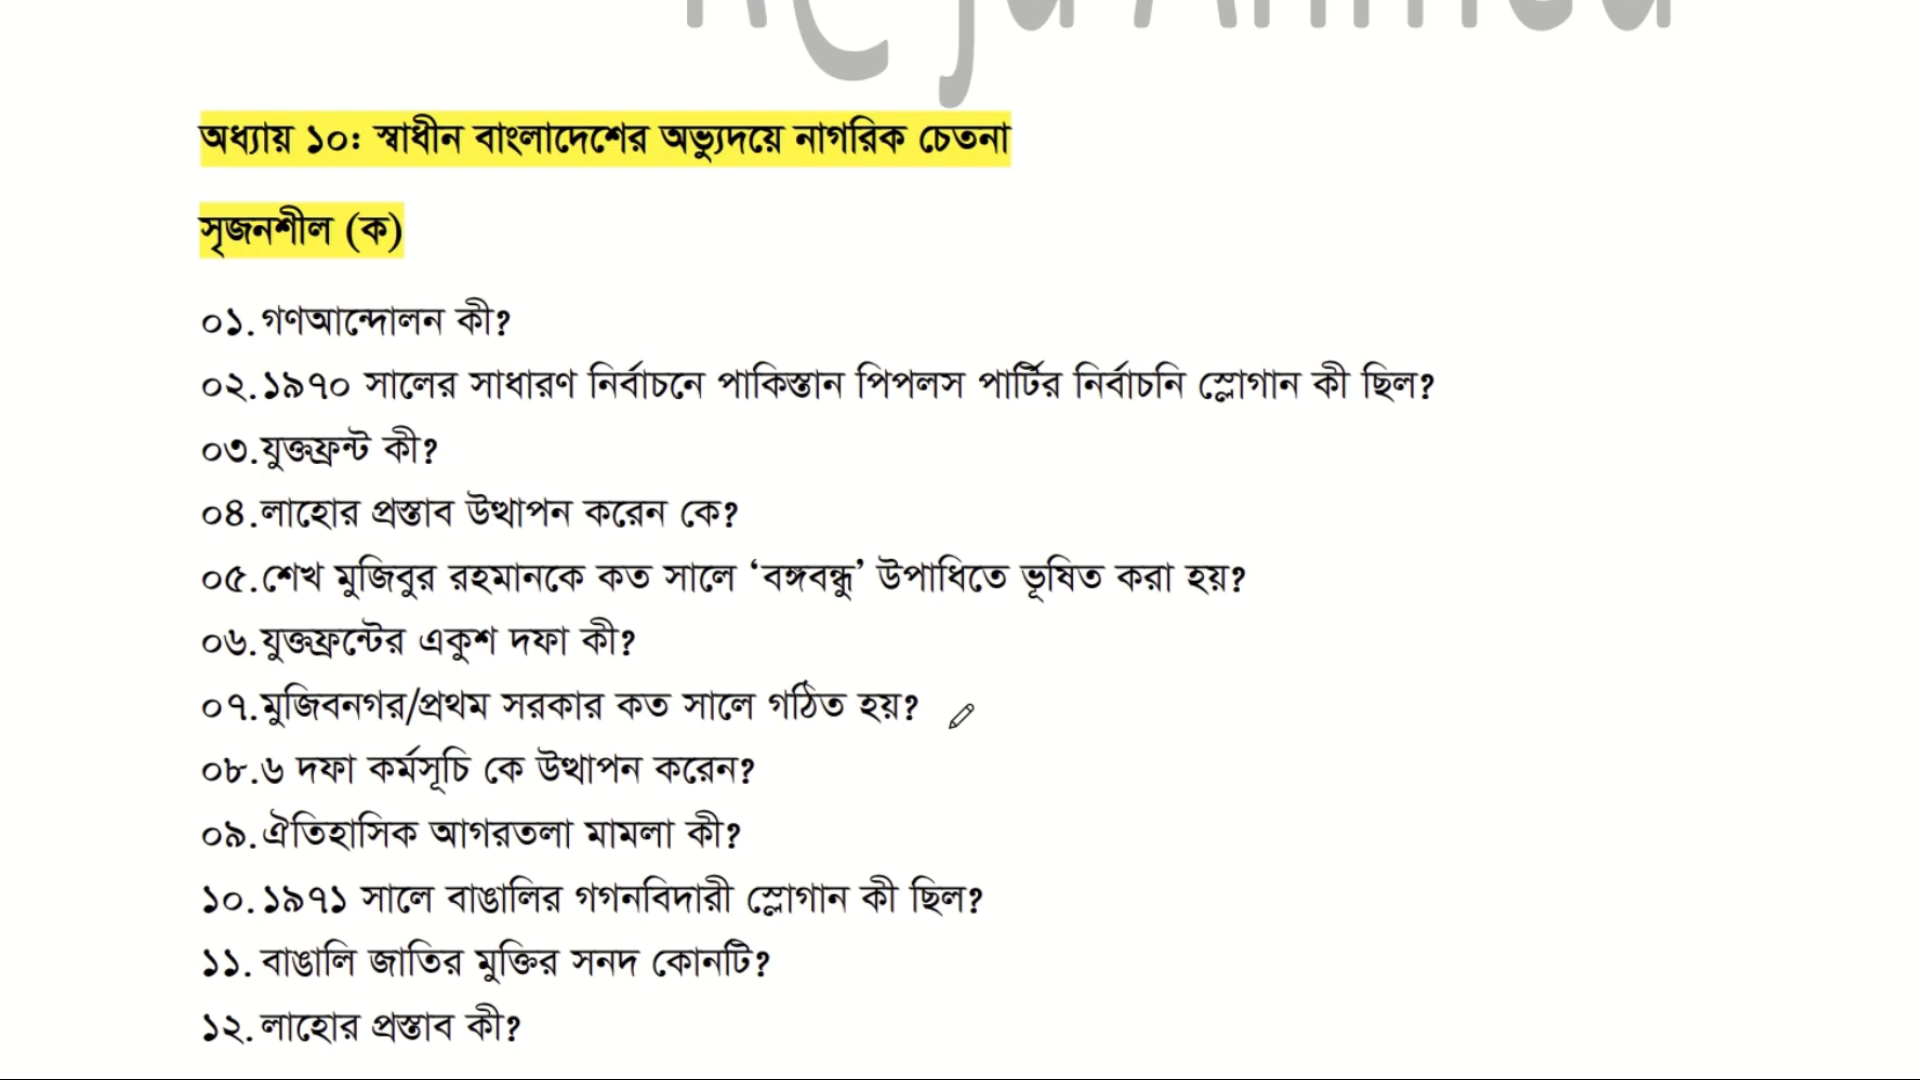 অধ্যায় ১০: স্বাধীন বাংলাদেশের অভ্যুদয়ে নাগরিক চেতনা
সৃজনশীল (ক)
০১. গণআন্দোলন কী?
০২. ১৯৭০ সালের সাধারণ নির্বাচনে পাকিস্তান পিপলস পার্টির নির্বাচনি স্লোগান কী ছিল?
০৩. যুক্তফ্রন্ট কী?
০৪. লাহোর প্রস্তাব উত্থাপন করেন কে?
০৫. শেখ মুজিবুর রহমানকে কত সালে ‘বঙ্গবন্ধু’ উপাধিতে ভূষিত করা হয়?
০৬. যুক্তফ্রন্টের একুশ দফা কী?
০৭. মুজিবনগর/প্রথম সরকার কত সালে গঠিত হয়?
০৮. ৬ দফা কর্মসূচি কে উত্থাপন করেন?
০৯. ঐতিহাসিক আগরতলা মামলা কী?
১০. ১৯৭১ সালে বাঙালির গগনবিদারী স্লোগান কী ছিল?
১১. বাঙালি জাতির মুক্তির সনদ কোনটি?
১২. লাহোর প্রস্তাব কী?